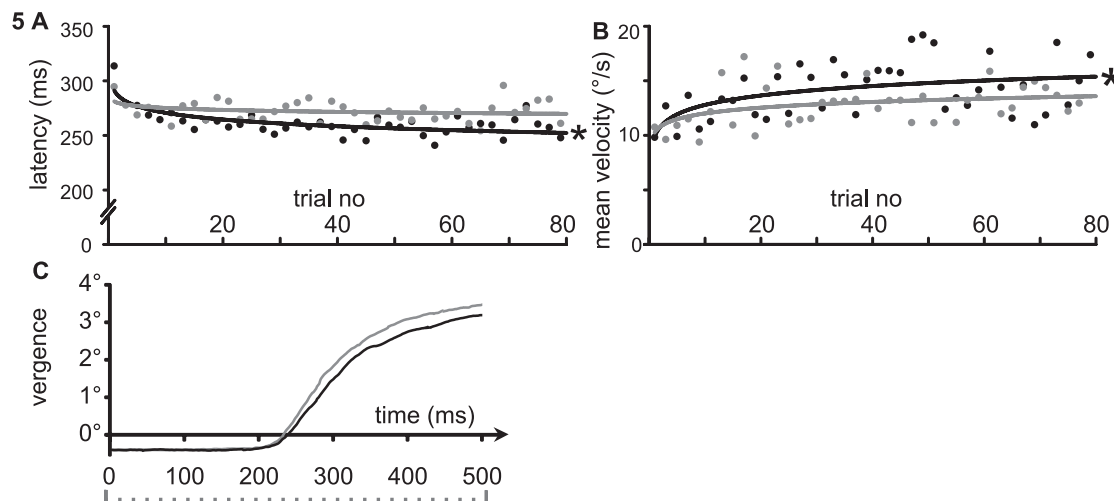 5 A
350
300
250
200
0
latency (ms)
trial no
20 40 60 80
*
B
20
10
0
mean velocity (°/s)
trial no
20 40 60 80
*
C
4°
3°
2°
1°
0°
vergence
time (ms)
0 100 200 300 400 500